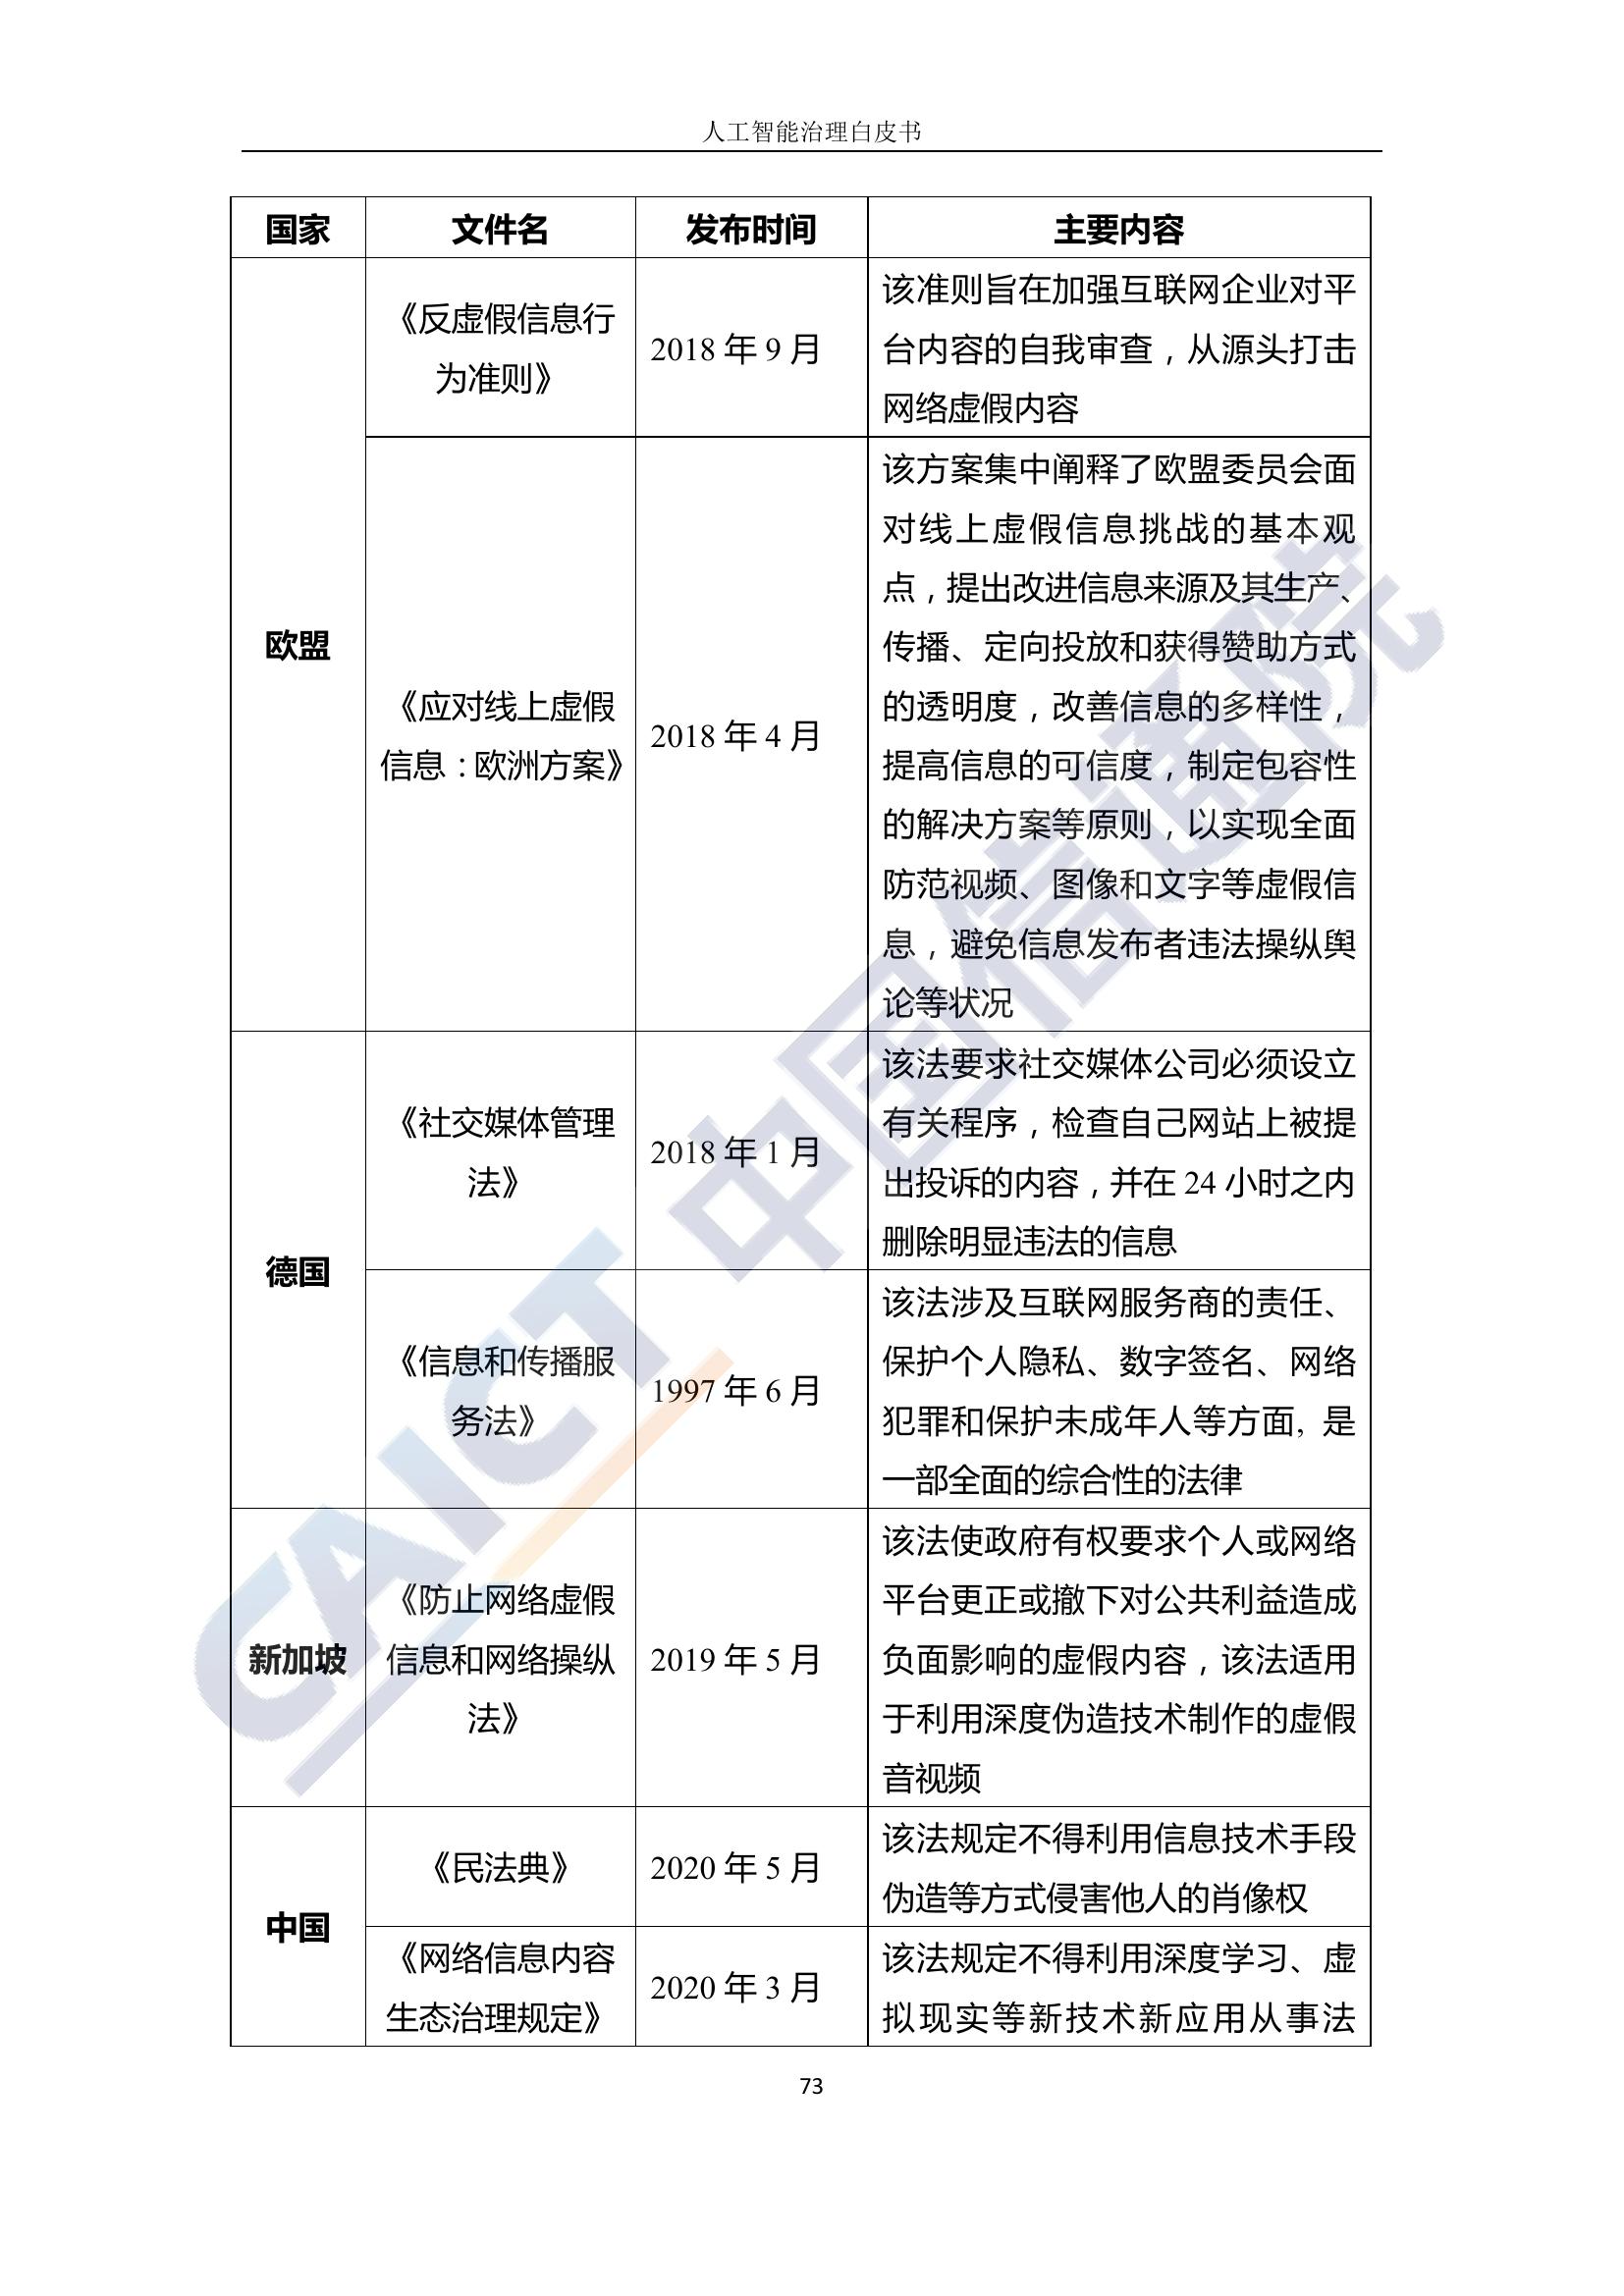 人工智能治理白皮书
国家
文件名
发布时间
主要内容
欧盟
《反虚假信息行
为准则》
2018 年 9 月
该准则旨在加强互联网企业对平
台内容的自我审查，从源头打击
网络虚假内容
《应对线上虚假
信息：欧洲方案》
2018 年 4 月
该方案集中阐释了欧盟委员会面
对线上虚假信息挑战的基本观
点，提出改进信息来源及其生产、
传播、定向投放和获得赞助方式
的透明度，改善信息的多样性，
提高信息的可信度，制定包容性
的解决方案等原则，以实现全面
防范视频、图像和文字等虚假信
息，避免信息发布者违法操纵舆
论等状况
德国
《社交媒体管理
法》
2018 年 1 月
该法要求社交媒体公司必须设立
有关程序，检查自己网站上被提
出投诉的内容，并在 24 小时之内
删除明显违法的信息
《信息和传播服
务法》
1997 年 6 月
该法涉及互联网服务商的责任、
保护个人隐私、数字签名、网络
犯罪和保护未成年人等方面, 是
一部全面的综合性的法律
新加坡
《防止网络虚假
信息和网络操纵
法》
2019 年 5 月
该法使政府有权要求个人或网络
平台更正或撤下对公共利益造成
负面影响的虚假内容，该法适用
于利用深度伪造技术制作的虚假
音视频
中国
《民法典》
2020 年 5 月
该法规定不得利用信息技术手段
伪造等方式侵害他人的肖像权
《网络信息内容
生态治理规定》
2020 年 3 月
该法规定不得利用深度学习、虚
拟现实等新技术新应用从事法
73
CAICT 中国信通院